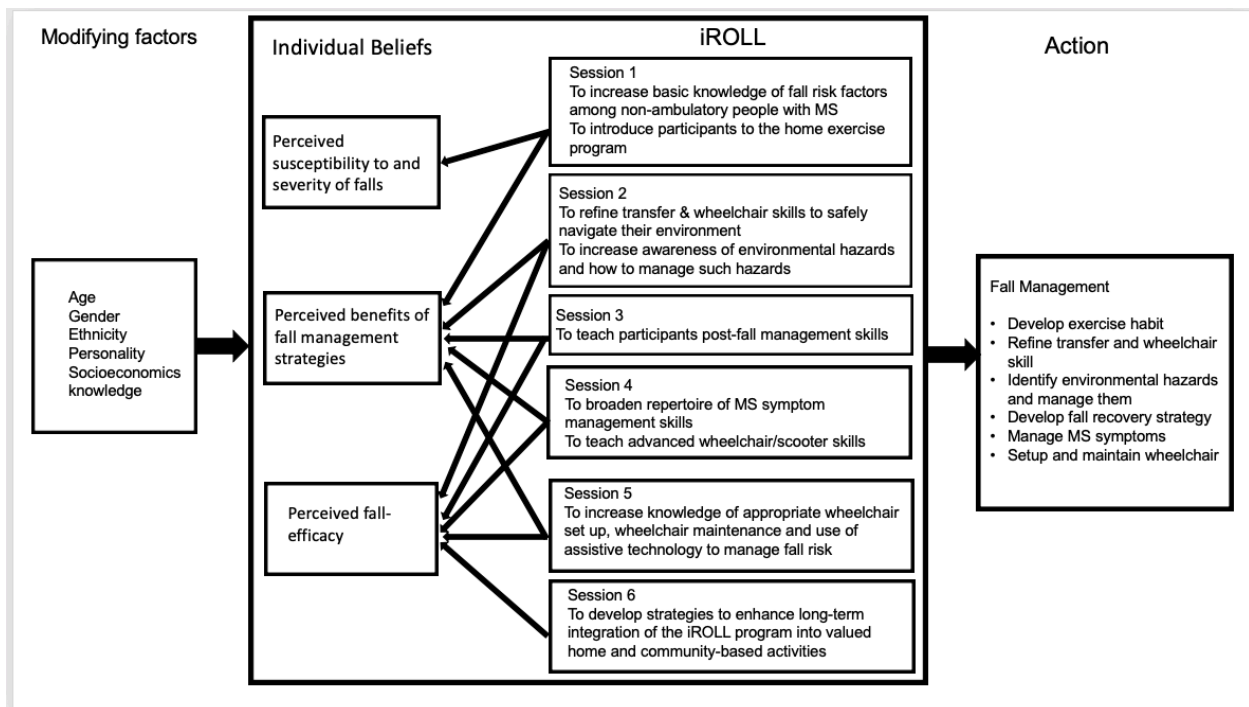 Modifying factors
Age
Gender
Ethnicity
Personality
Socioeconomics
knowledge
Individual Beliefs
Perceived
susceptibility to and
severity of falls
Perceived benefits of
fall management
strategies
Perceived fall-
efficacy
iROLL
Session 1
To increase basic knowledge of fall risk factors
among non-ambulatory people with MS
To introduce participants to the home exercise
program
Session 2
To refine transfer & wheelchair skills to safely
navigate their environment
To increase awareness of environmental hazards
and how to manage such hazards
Session 3
To teach participants post-fall management skills
Session 4
To broaden repertoire of MS symptom
management skills
To teach advanced wheelchair/scooter skills
Session 5
To increase knowledge of appropriate wheelchair
set up, wheelchair maintenance and use of
assistive technology to manage fall risk
Session 6
To develop strategies to enhance long-term
integration of the iROLL program into valued
home and community-based activities
Action
Fall Management
• Develop exercise habit
• Refine transfer and wheelchair
skill
• Identify environmental hazards
and manage them
• Develop fall recovery strategy
• Manage MS symptoms
• Setup and maintain wheelchair